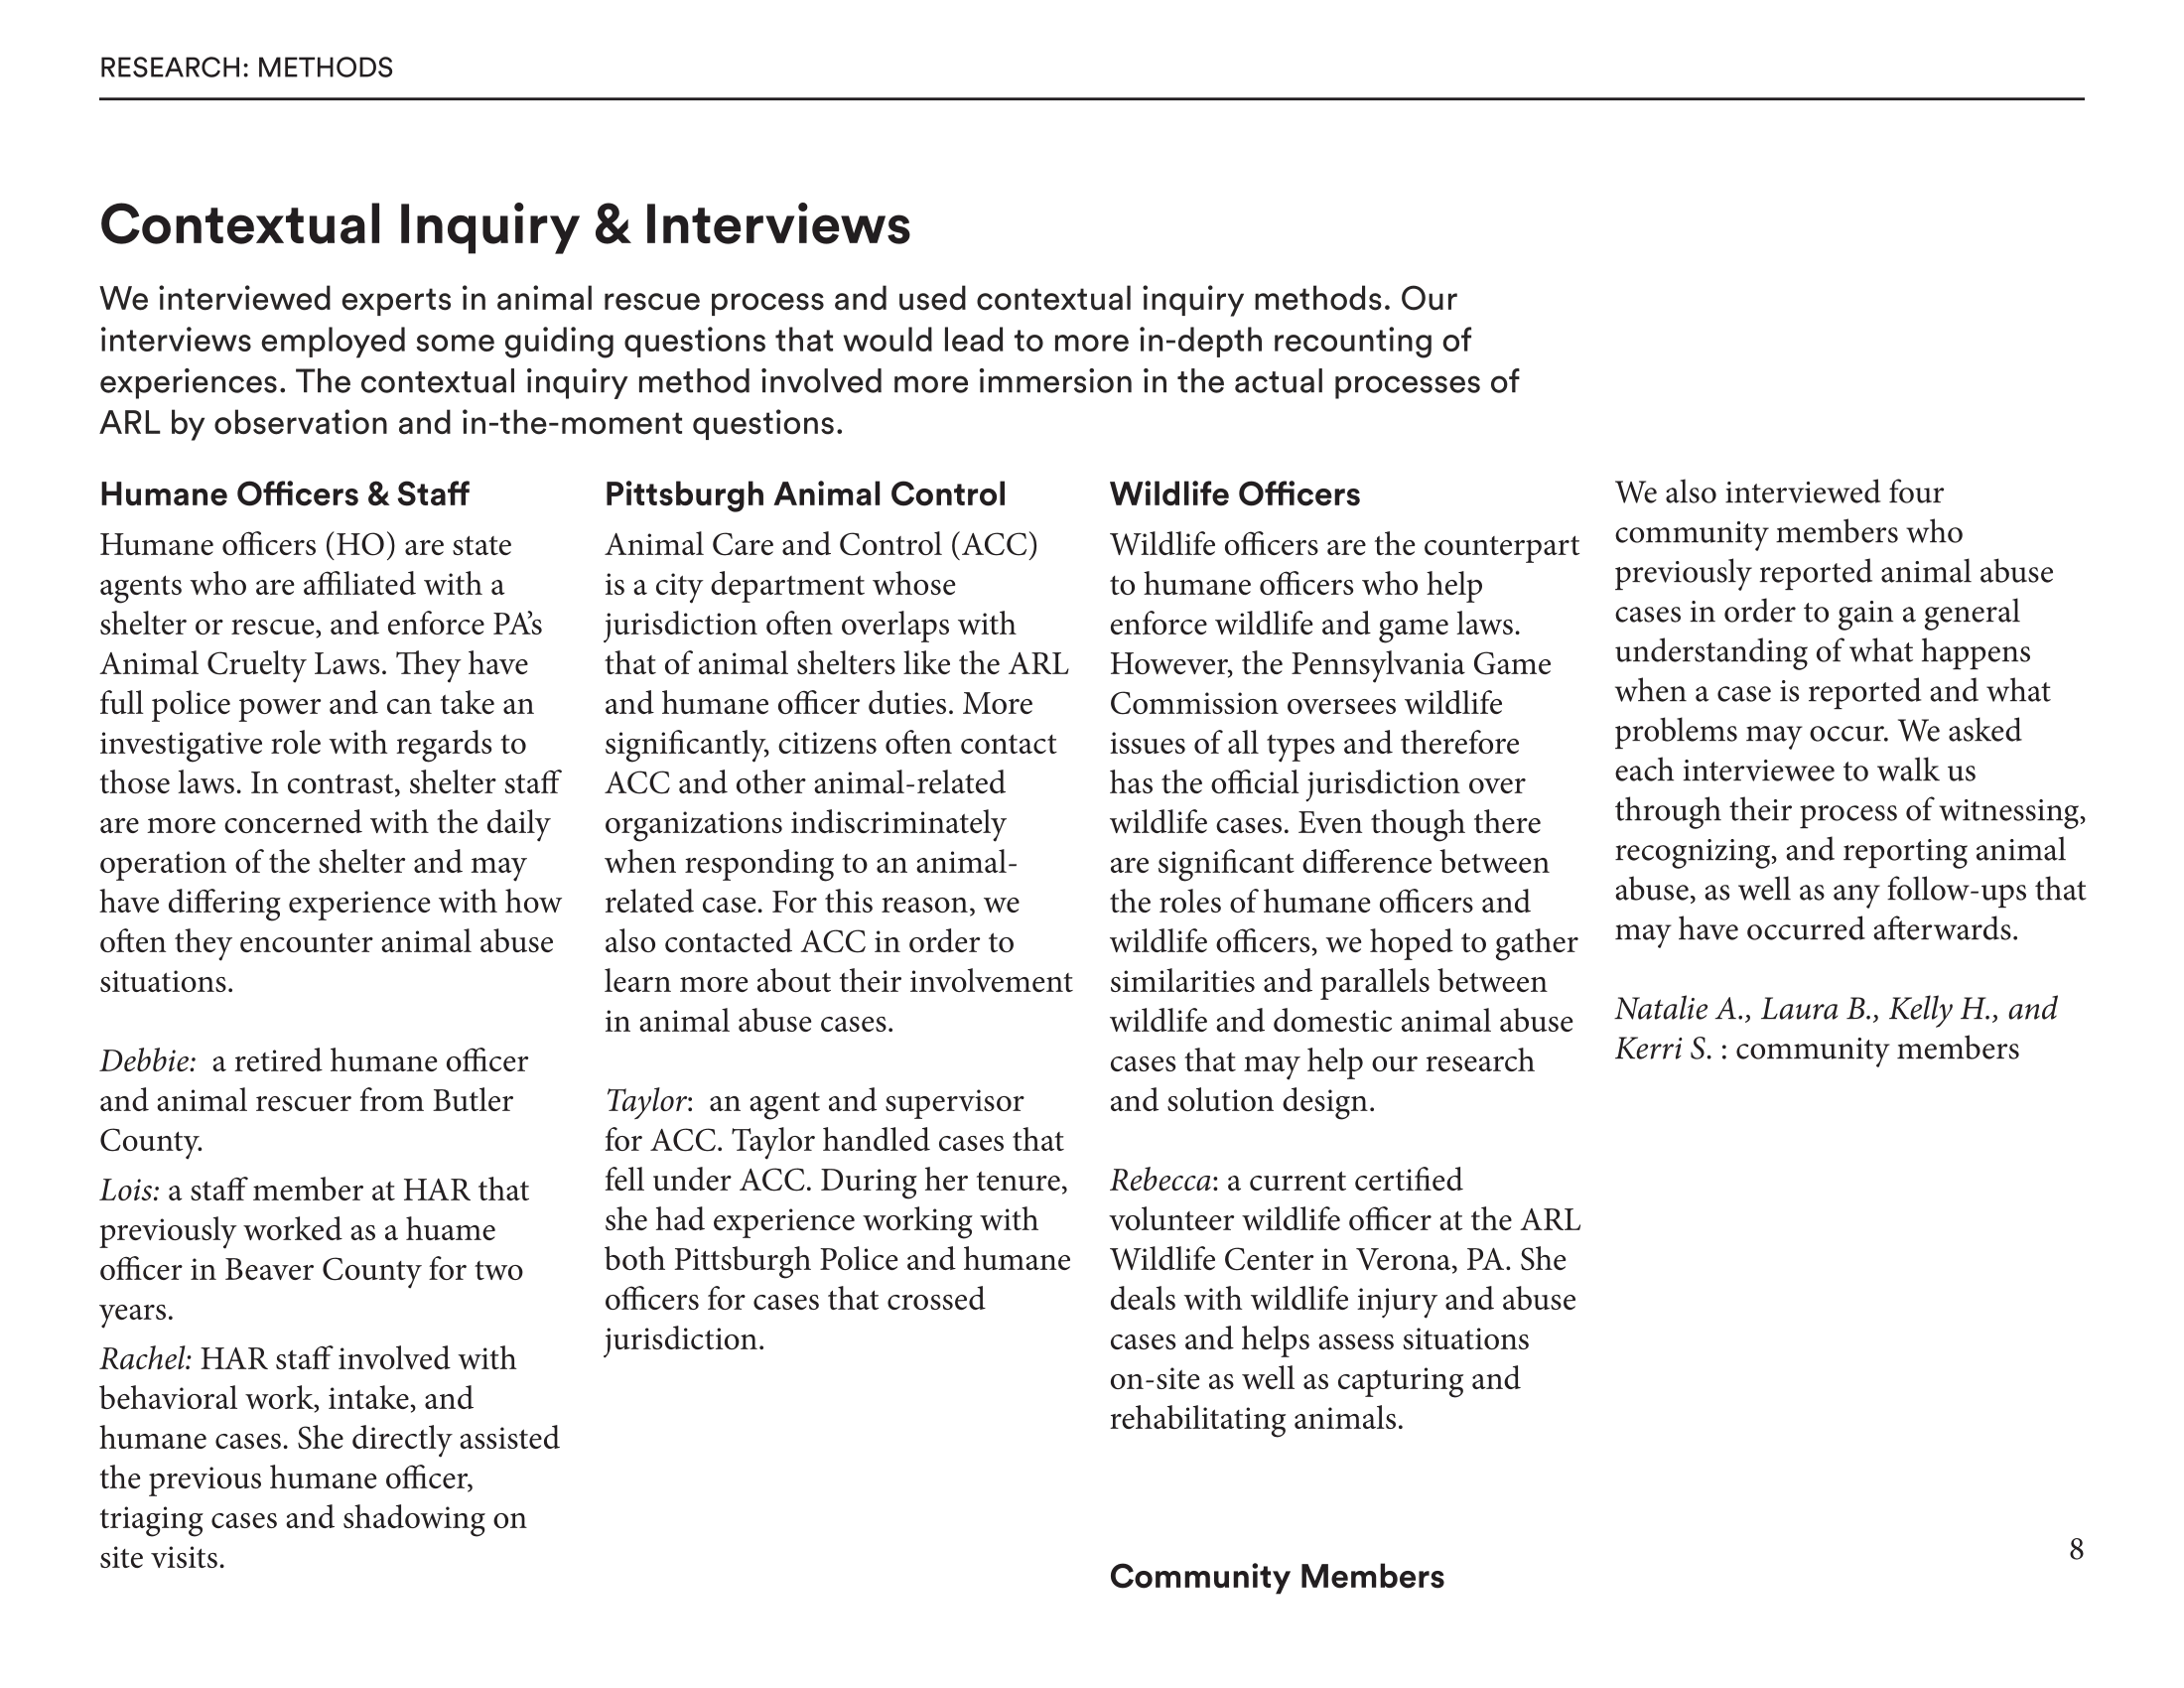 RESEARCH: METHODS
Contextual Inquiry & Interviews
We interviewed experts in animal rescue process and used contextual inquiry methods. Our
interviews employed some guiding questions that would lead to more in-depth recounting of
experiences. The contextual inquiry method involved more immersion in the actual processes of
ARL by observation and in-the-moment questions.
Humane Officers & Staff
Humane officers (HO) are state
agents who are affiliated with a
shelter or rescue, and enforce PA’s
Animal Cruelty Laws. They have
full police power and can take an
investigative role with regards to
those laws. In contrast, shelter staff
are more concerned with the daily
operation of the shelter and may
have differing experience with how
often they encounter animal abuse
situations.
Debbie:  a retired humane officer
and animal rescuer from Butler
County.
Lois: a staff member at HAR that
previously worked as a huame
officer in Beaver County for two
years.
Rachel: HAR staff involved with
behavioral work, intake, and
humane cases. She directly assisted
the previous humane officer,
triaging cases and shadowing on
site visits.
Pittsburgh Animal Control
Animal Care and Control (ACC)
is a city department whose
jurisdiction often overlaps with
that of animal shelters like the ARL
and humane officer duties. More
significantly, citizens often contact
ACC and other animal-related
organizations indiscriminately
when responding to an animal-
related case. For this reason, we
also contacted ACC in order to
learn more about their involvement
in animal abuse cases.
Taylor:  an agent and supervisor
for ACC. Taylor handled cases that
fell under ACC. During her tenure,
she had experience working with
both Pittsburgh Police and humane
officers for cases that crossed
jurisdiction.
Wildlife Officers
Wildlife officers are the counterpart
to humane officers who help
enforce wildlife and game laws.
However, the Pennsylvania Game
Commission oversees wildlife
issues of all types and therefore
has the official jurisdiction over
wildlife cases. Even though there
are significant difference between
the roles of humane officers and
wildlife officers, we hoped to gather
similarities and parallels between
wildlife and domestic animal abuse
cases that may help our research
and solution design.
Rebecca: a current certified
volunteer wildlife officer at the ARL
Wildlife Center in Verona, PA. She
deals with wildlife injury and abuse
cases and helps assess situations
on-site as well as capturing and
rehabilitating animals.
Community Members
We also interviewed four
community members who
previously reported animal abuse
cases in order to gain a general
understanding of what happens
when a case is reported and what
problems may occur. We asked
each interviewee to walk us
through their process of witnessing,
recognizing, and reporting animal
abuse, as well as any follow-ups that
may have occurred afterwards.
Natalie A., Laura B., Kelly H., and
Kerri S. : community members
8